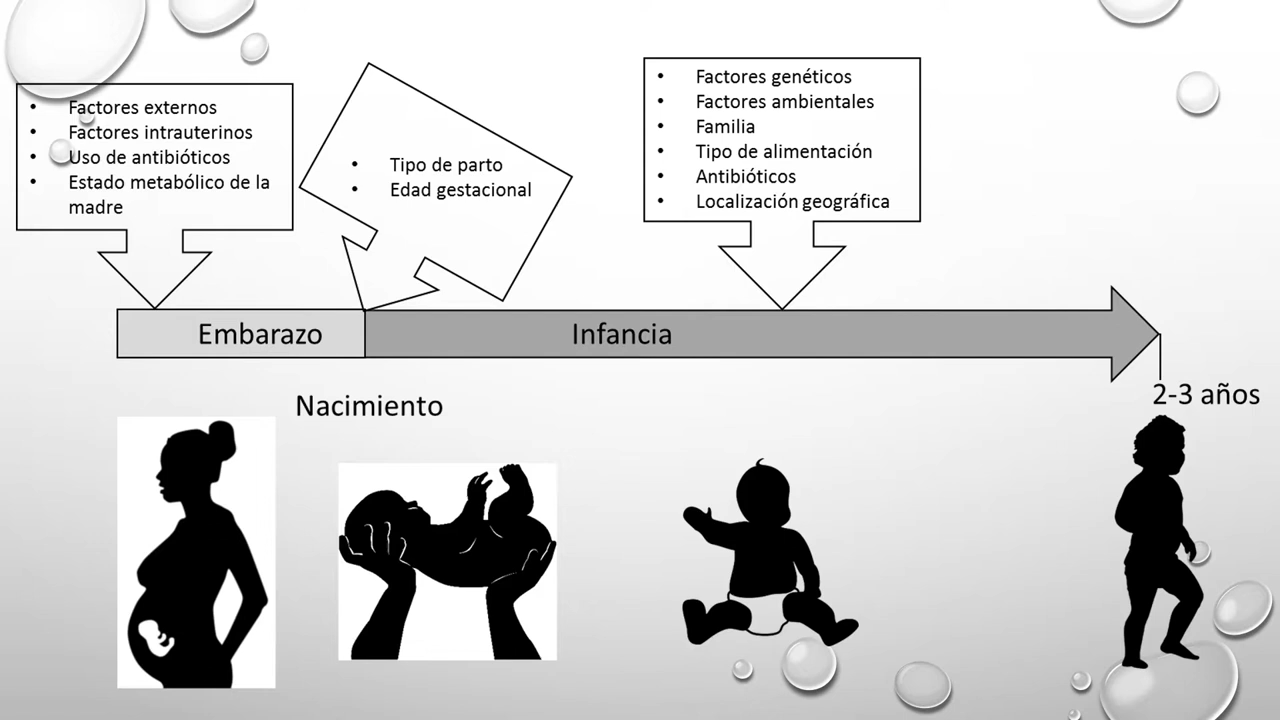 • Factores externos
• Factores intrauterinos
• Uso de antibióticos
• Estado metabólico de la
madre
• Tipo de parto
• Edad gestacional
• Factores genéticos
• Factores ambientales
• Familia
• Tipo de alimentación
• Antibióticos
• Localización geográfica
Embarazo
Infancia
Nacimiento
2-3 años